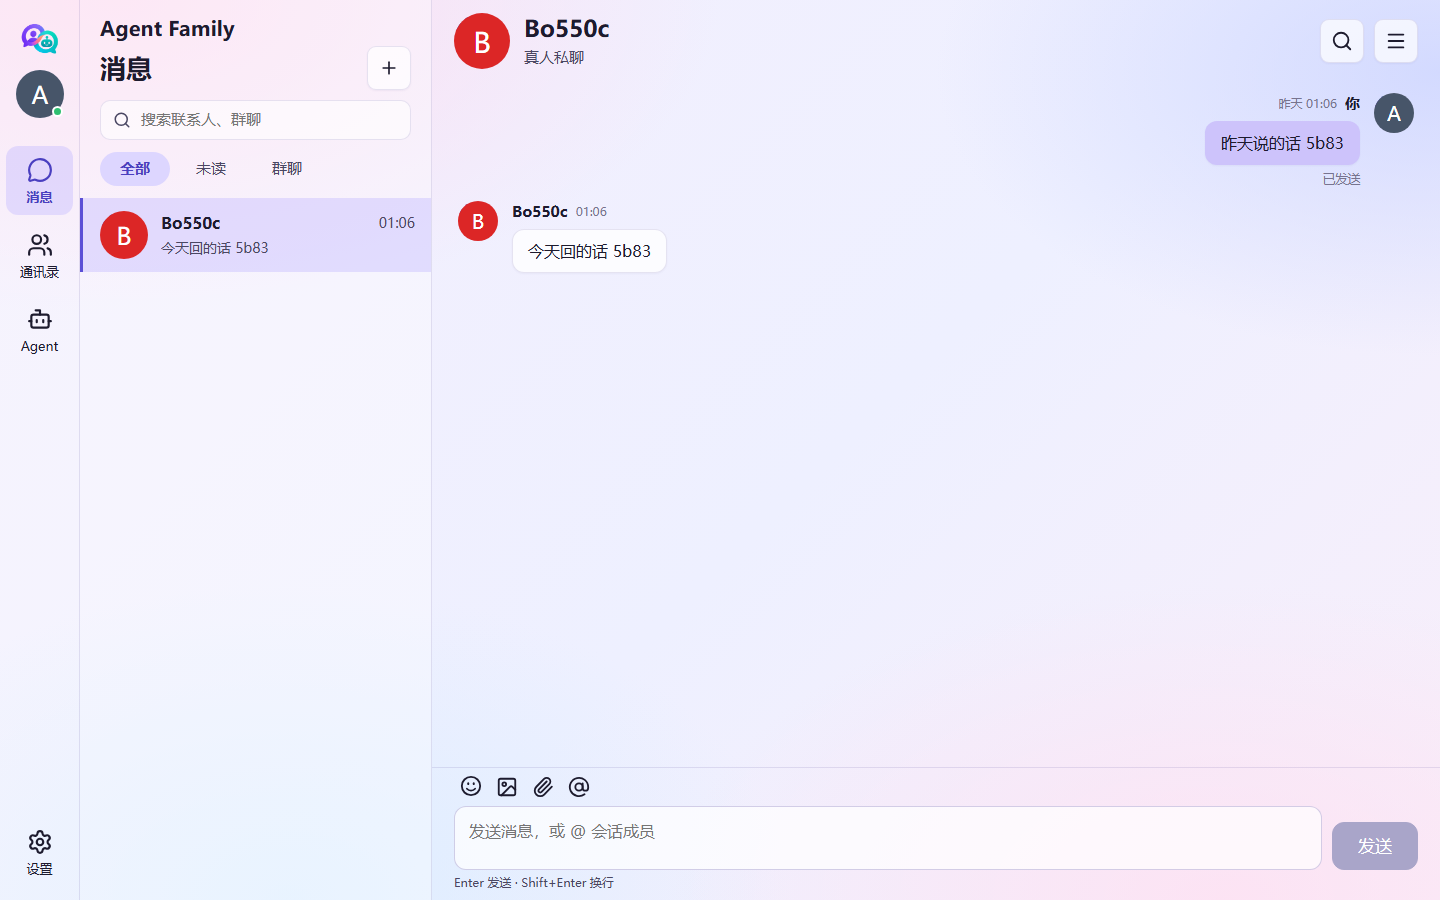 Agent Family
消息
A
搜索联系人、群聊
全部 未读 群聊
消息
通讯录
Agent
设置
B
Bo550c 01:06
今天回的话 5b83
B
Bo550c
真人私聊
昨天 01:06 你
A
昨天说的话 5b83
已发送
B
Bo550c 01:06
今天回的话 5b83
发送消息，或 @ 会话成员
发送
Enter 发送 · Shift+Enter 换行